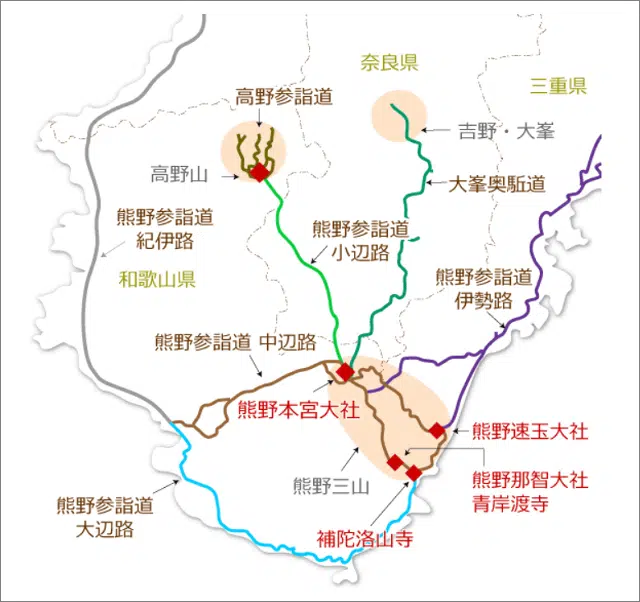 奈良県
三重県
高野参詣道
吉野・大峯
高野山
大峯奥駈道
熊野参詣道
紀伊路
熊野参詣道
小辺路
和歌山県
熊野参詣道
伊勢路
熊野参詣道 中辺路
熊野本宮大社
熊野速玉大社
熊野三山
熊野那智大社
青岸渡寺
熊野参詣道
大辺路
補陀洛山寺